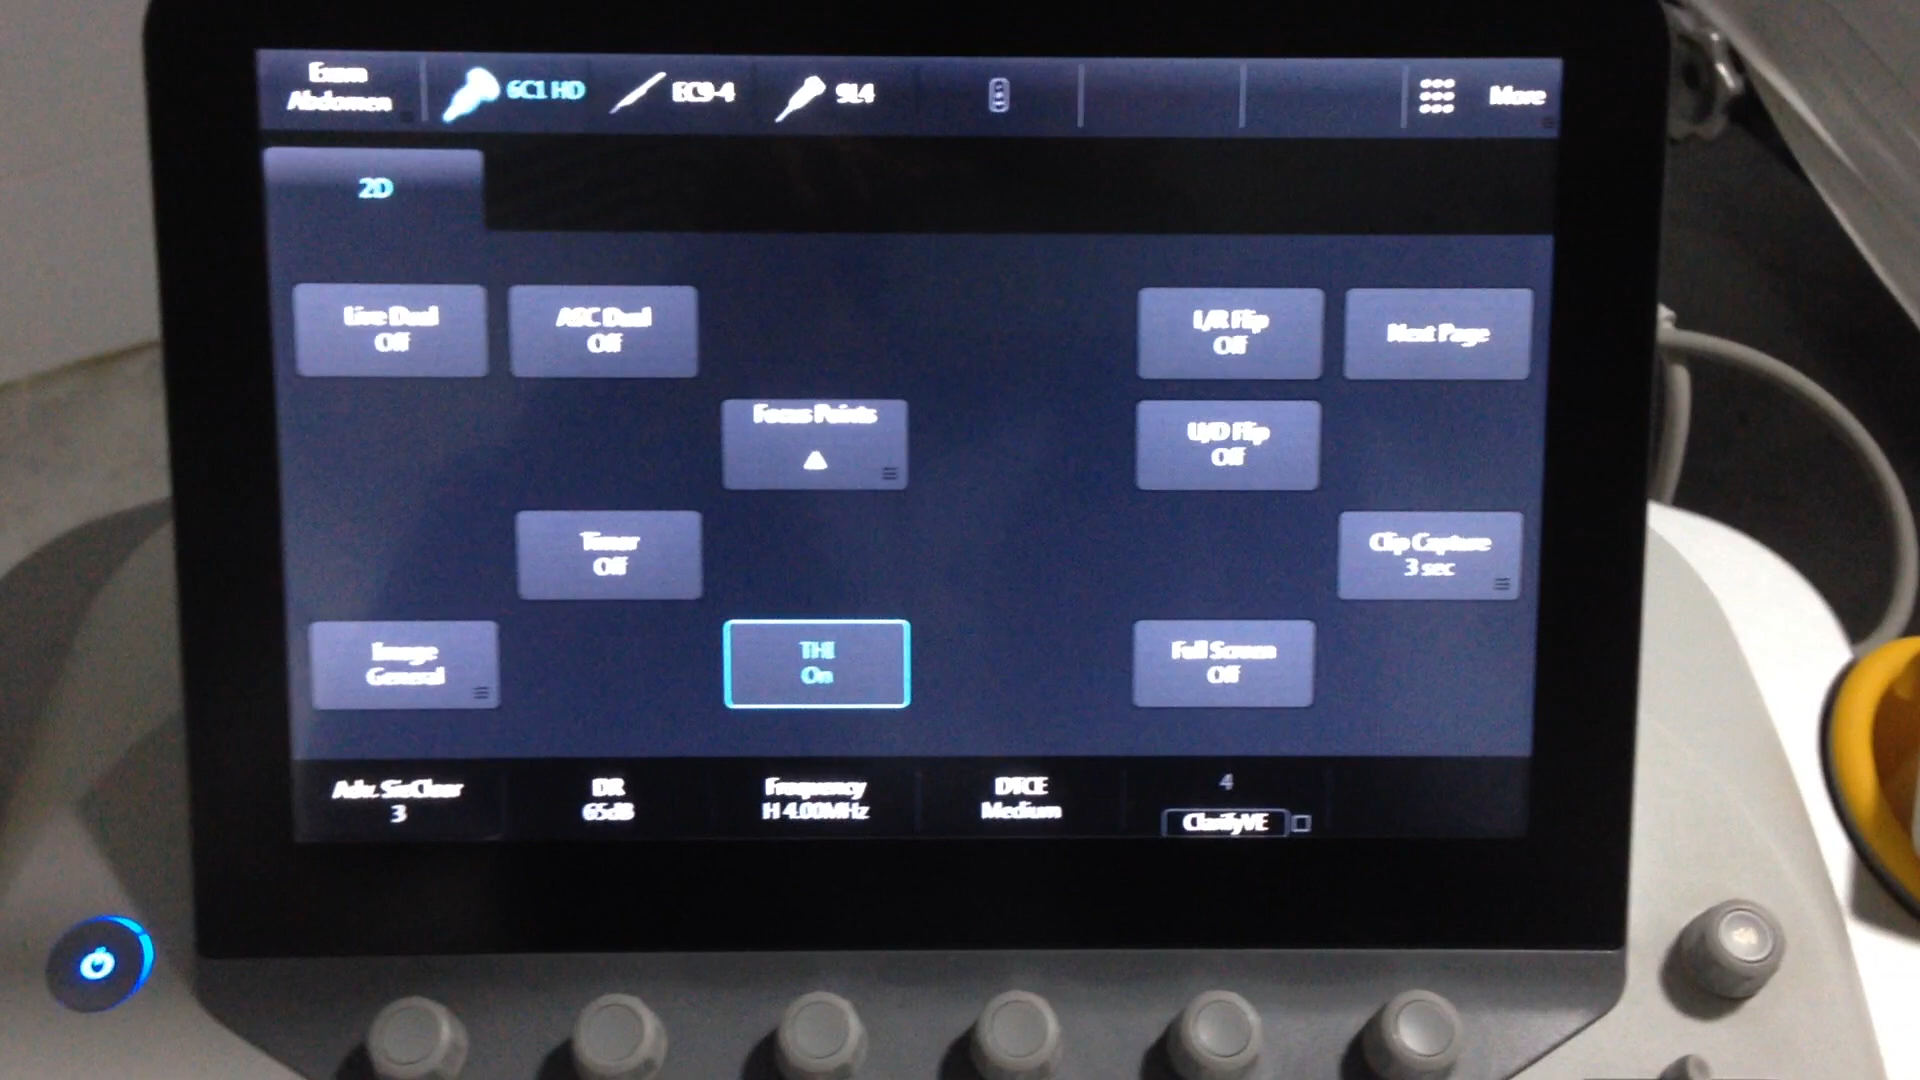 Exam
Abdomen
6C1 HD
EC9-4
9L4
More
2D
Live Dual
Off
ASC Dual
Off
L/R Flip
Off
Next Page
Focus Points
U/D Flip
Off
Timer
Off
Clip Capture
3 sec
Image
General
THI
On
Full Screen
Off
Adv. SieClear
3
DR
65dB
Frequency
H 4.00MHz
DTCE
Medium
4
ClarifyVE